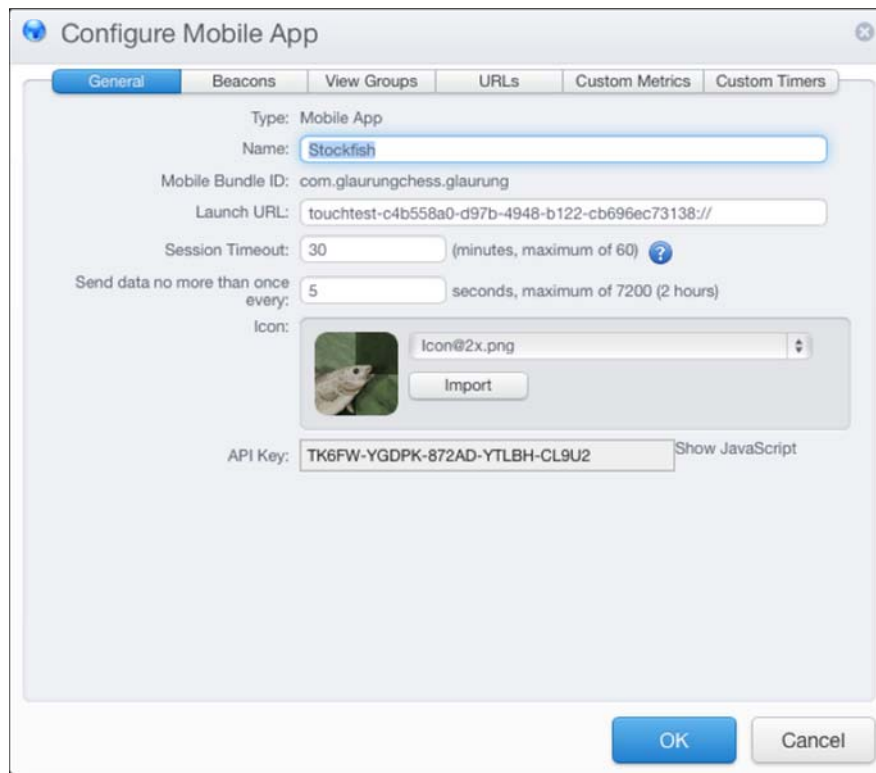 Configure Mobile App
General Beacons View Groups URLs Custom Metrics Custom Timers
Type: Mobile App
Name: Stockfish
Mobile Bundle ID: com.glaurungchess.glaurung
Launch URL: touchtest-c4b558a0-d97b-4948-b122-cb696ec73138://
Session Timeout: 30 (minutes, maximum of 60) ?
Send data no more than once
every: 5 seconds, maximum of 7200 (2 hours)
Icon: Icon@2x.png
Import
API Key: TK6FW-YGDPK-872AD-YTLBH-CL9U2 Show JavaScript
OK Cancel